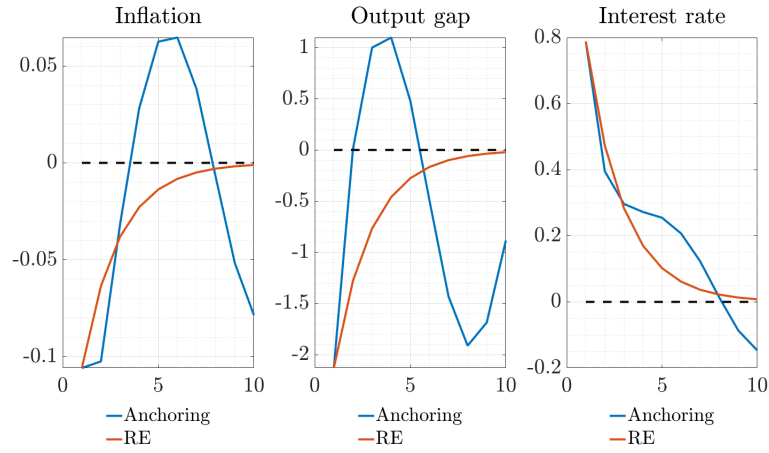 Inflation
0.05
0
-0.05
-0.1
0 5 10
Anchoring
RE
Output gap
1
0.5
0
-0.5
-1
-1.5
-2
0 5 10
Anchoring
RE
Interest rate
0.8
0.6
0.4
0.2
0
-0.2
0 5 10
Anchoring
RE